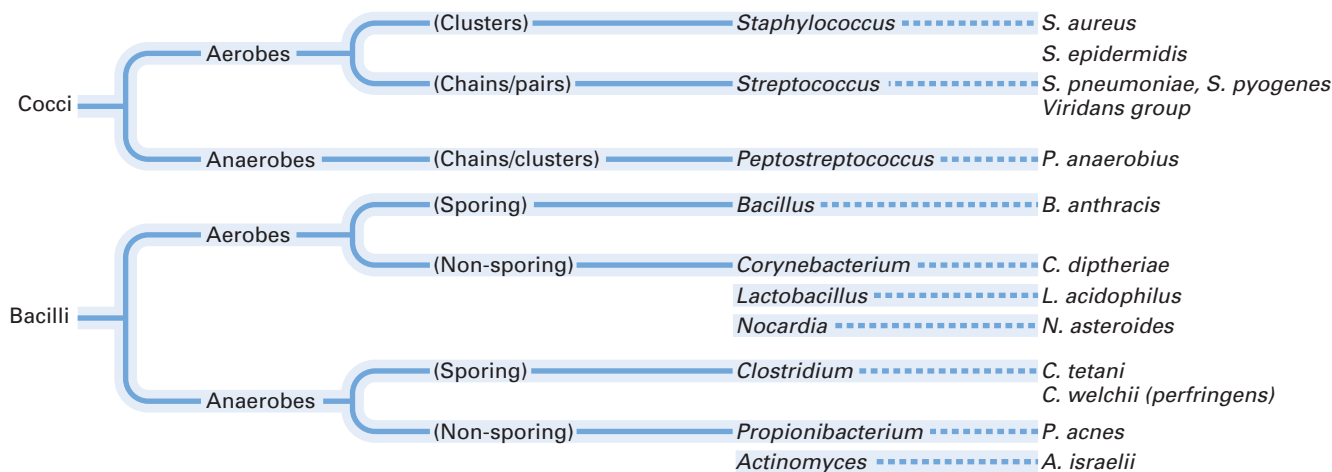 (Clusters) Staphylococcus S. aureus
Aerobes S. epidermidis
(Chains/pairs) Streptococcus S. pneumoniae, S. pyogenes
Cocci Viridans group
Anaerobes (Chains/clusters) Peptostreptococcus P. anaerobius
(Sporing) Bacillus B. anthracis
Aerobes
(Non-sporing) Corynebacterium C. diptheriae
Lactobacillus L. acidophilus
Bacilli Nocardia N. asteroides
(Sporing) Clostridium C. tetani
C. welchii (perfringens)
Anaerobes
(Non-sporing) Propionibacterium P. acnes
Actinomyces A. israelii